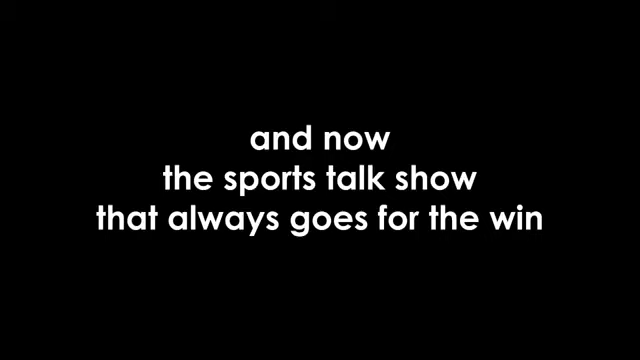 and now
the sports talk show
that always goes for the win